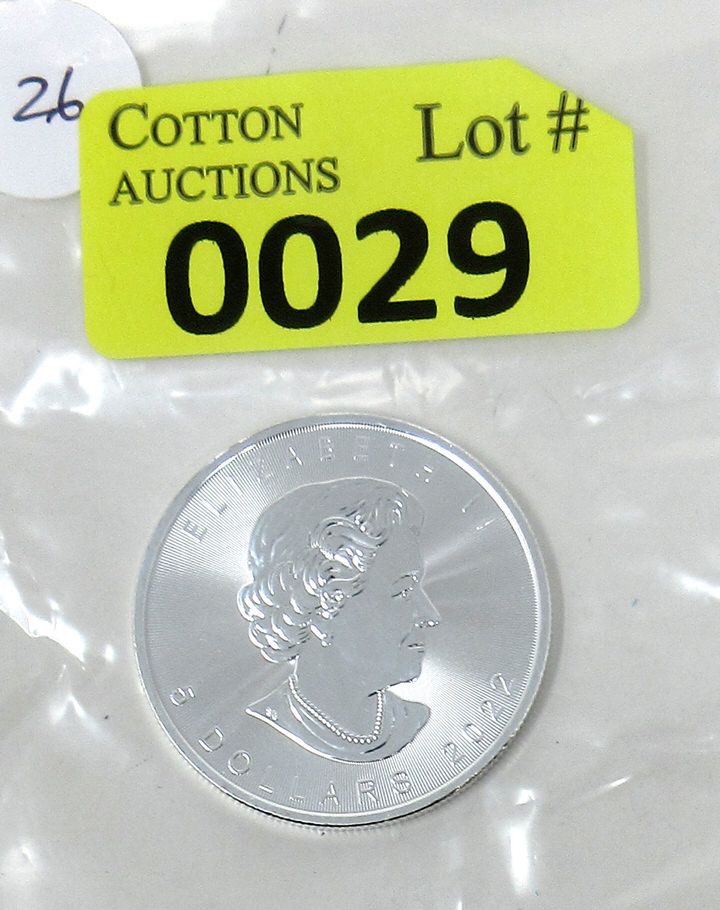 26
COTTON
AUCTIONS
Lot #
0029
ELIZABETH II
5 DOLLARS 2022